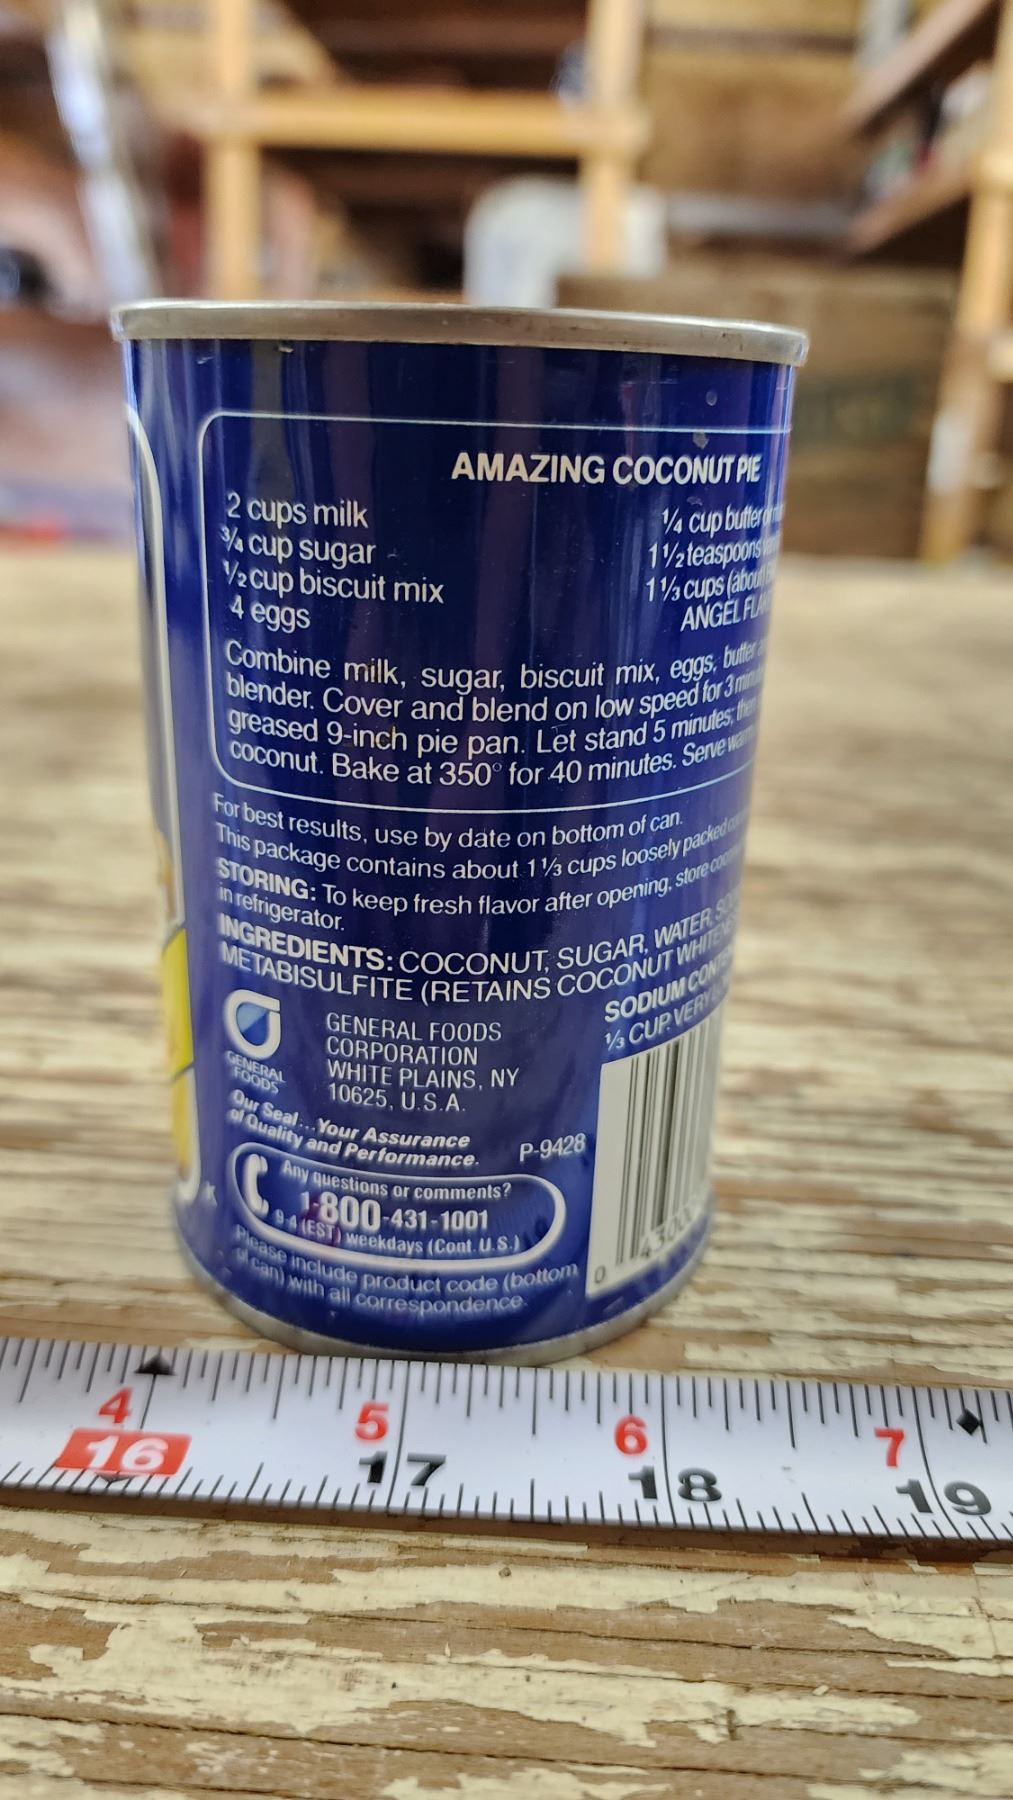 AMAZING COCONUT PIE
2 cups milk
¾ cup sugar
½ cup biscuit mix
4 eggs
¼ cup butter
1½ teaspoons
1⅓ cups (about)
ANGEL
Combine milk, sugar, biscuit mix, eggs, butter
blender. Cover and blend on low speed for 3
greased 9-inch pie pan. Let stand 5 minutes;
coconut. Bake at 350° for 40 minutes. Serve
For best results, use by date on bottom of can.
This package contains about 1⅓ cups loosely packed
STORING: To keep fresh flavor after opening, store
in refrigerator.
INGREDIENTS: COCONUT, SUGAR, WATER,
METABISULFITE (RETAINS COCONUT
SODIUM
⅓ CUP. VERY
GENERAL FOODS
GENERAL FOODS
CORPORATION
WHITE PLAINS, NY
10625, U.S.A.
Our Seal...Your Assurance
of Quality and Performance.
P-9428
Any questions or comments?
1-800-431-1001
9-4 (EST) weekdays (Cont. U.S.)
K
Please include product code (bottom
of can) with all correspondence.
0
4 5 6 7
16 17 18 19